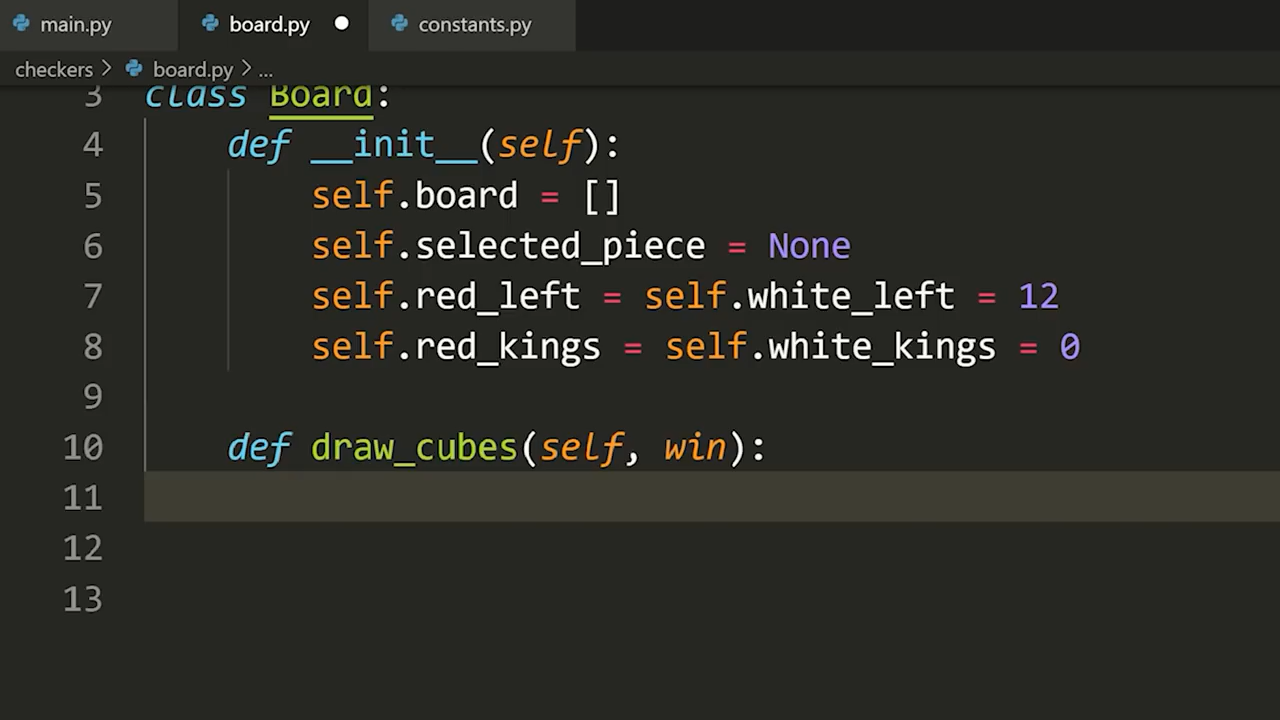 main.py board.py constants.py
checkers > board.py > ...
3 class Board:
4 def __init__(self):
5 self.board = []
6 self.selected_piece = None
7 self.red_left = self.white_left = 12
8 self.red_kings = self.white_kings = 0
9
10 def draw_cubes(self, win):
11
12
13